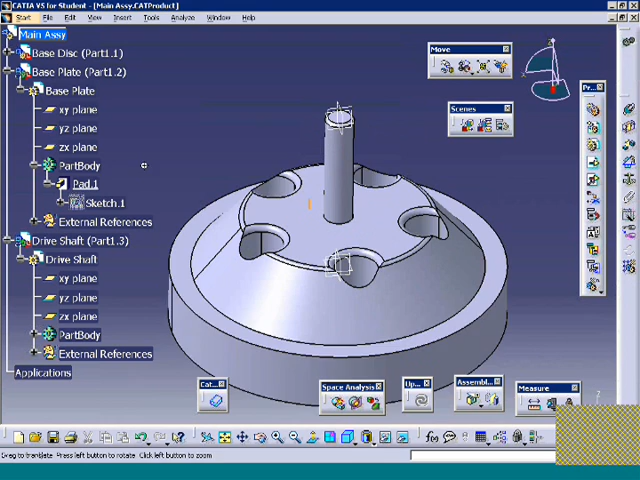 CATIA V5 for Student - [Main Assy.CATProduct]
Start File Edit View Insert Tools Analyze Window Help
Main Assy
Base Disc (Part1.1)
Base Plate (Part1.2)
Base Plate
xy plane
yz plane
zx plane
PartBody
Pad.1
Sketch.1
External References
Drive Shaft (Part1.3)
Drive Shaft
xy plane
yz plane
zx plane
PartBody
External References
Applications
Move
Scenes
Pr...
Cat...
Space Analysis
Up...
Assembl...
Measure
f(x)
Drag to translate. Press left button to rotate. Click left button to zoom